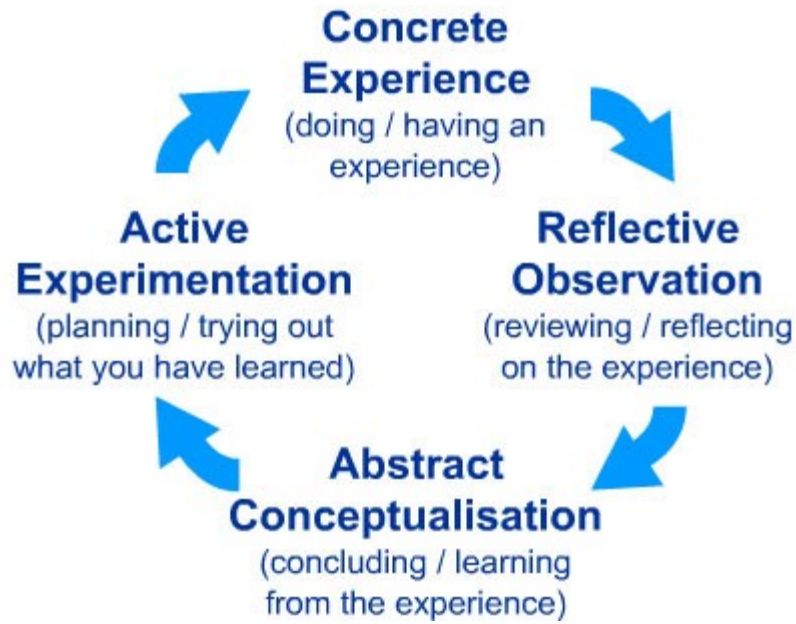 Concrete
Experience
(doing / having an
experience)
Reflective
Observation
(reviewing / reflecting
on the experience)
Abstract
Conceptualisation
(concluding / learning
from the experience)
Active
Experimentation
(planning / trying out
what you have learned)